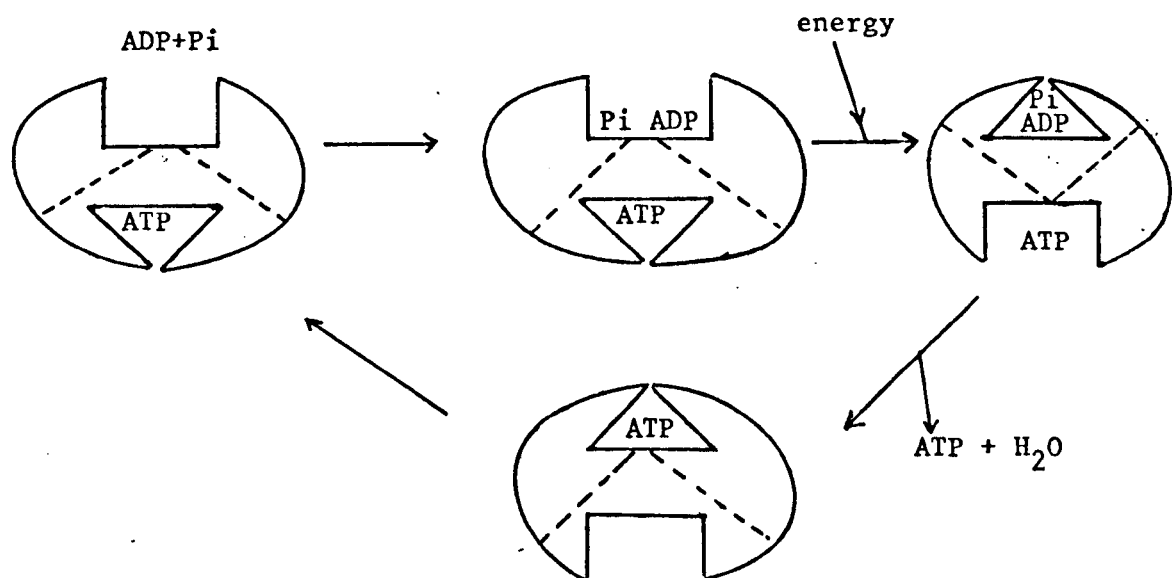 energy
ADP+Pi
Pi ADP
ATP
ATP
Pi
ADP
ATP
ATP
ATP + H₂O